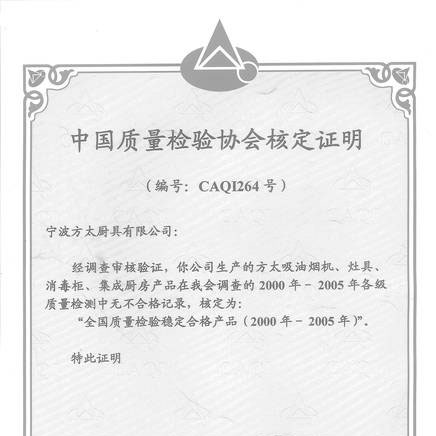 中国质量检验协会核定证明
（编号：CAQI264 号）
宁波方太厨具有限公司：
经调查审核验证，你公司生产的方太吸油烟机、灶具、
消毒柜、集成厨房产品在我会调查的 2000 年－ 2005 年各级
质量检测中无不合格记录，核定为：
“全国质量检验稳定合格产品（2000 年－ 2005 年）”。
特此证明